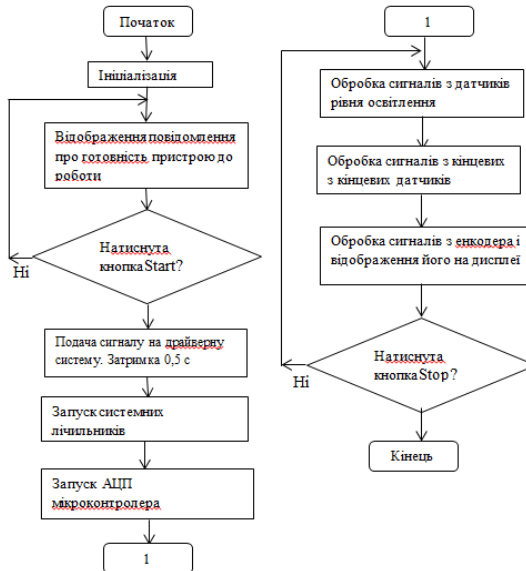 Початок
Ініціалізація
Відображення повідомлення
про готовність пристрою до
роботи
Натиснута
кнопка Start?
Ні
Подача сигналу на драйверну
систему. Затримка 0,5 с
Запуск системних
лічильників
Запуск АЦП
мікроконтролера
1
1
Обробка сигналів з датчиків
рівня освітлення
Обробка сигналів з кінцевих
з кінцевих датчиків
Обробка сигналів з енкодера і
відображення його на дисплеї
Натиснута
кнопка Stop?
Ні
Кінець